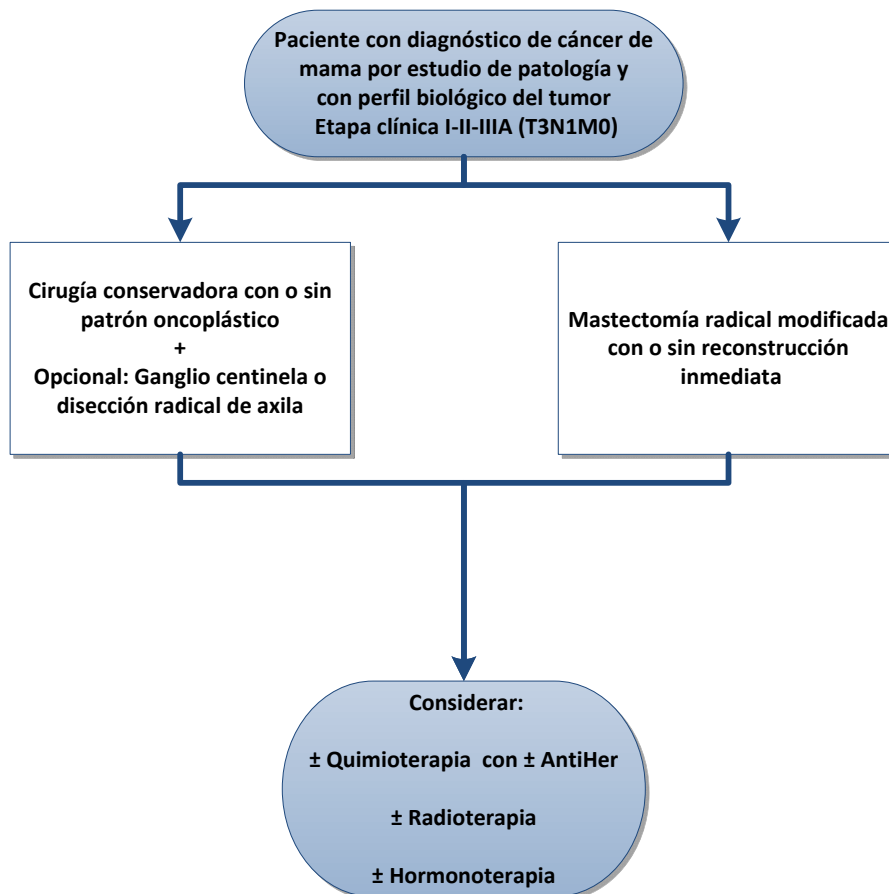 Paciente con diagnóstico de cáncer de
mama por estudio de patología y
con perfil biológico del tumor
Etapa clínica I-II-IIIA (T3N1M0)
Cirugía conservadora con o sin
patrón oncoplástico
+
Opcional: Ganglio centinela o
disección radical de axila
Mastectomía radical modificada
con o sin reconstrucción
inmediata
Considerar:
± Quimioterapia con ± AntiHer
± Radioterapia
± Hormonoterapia